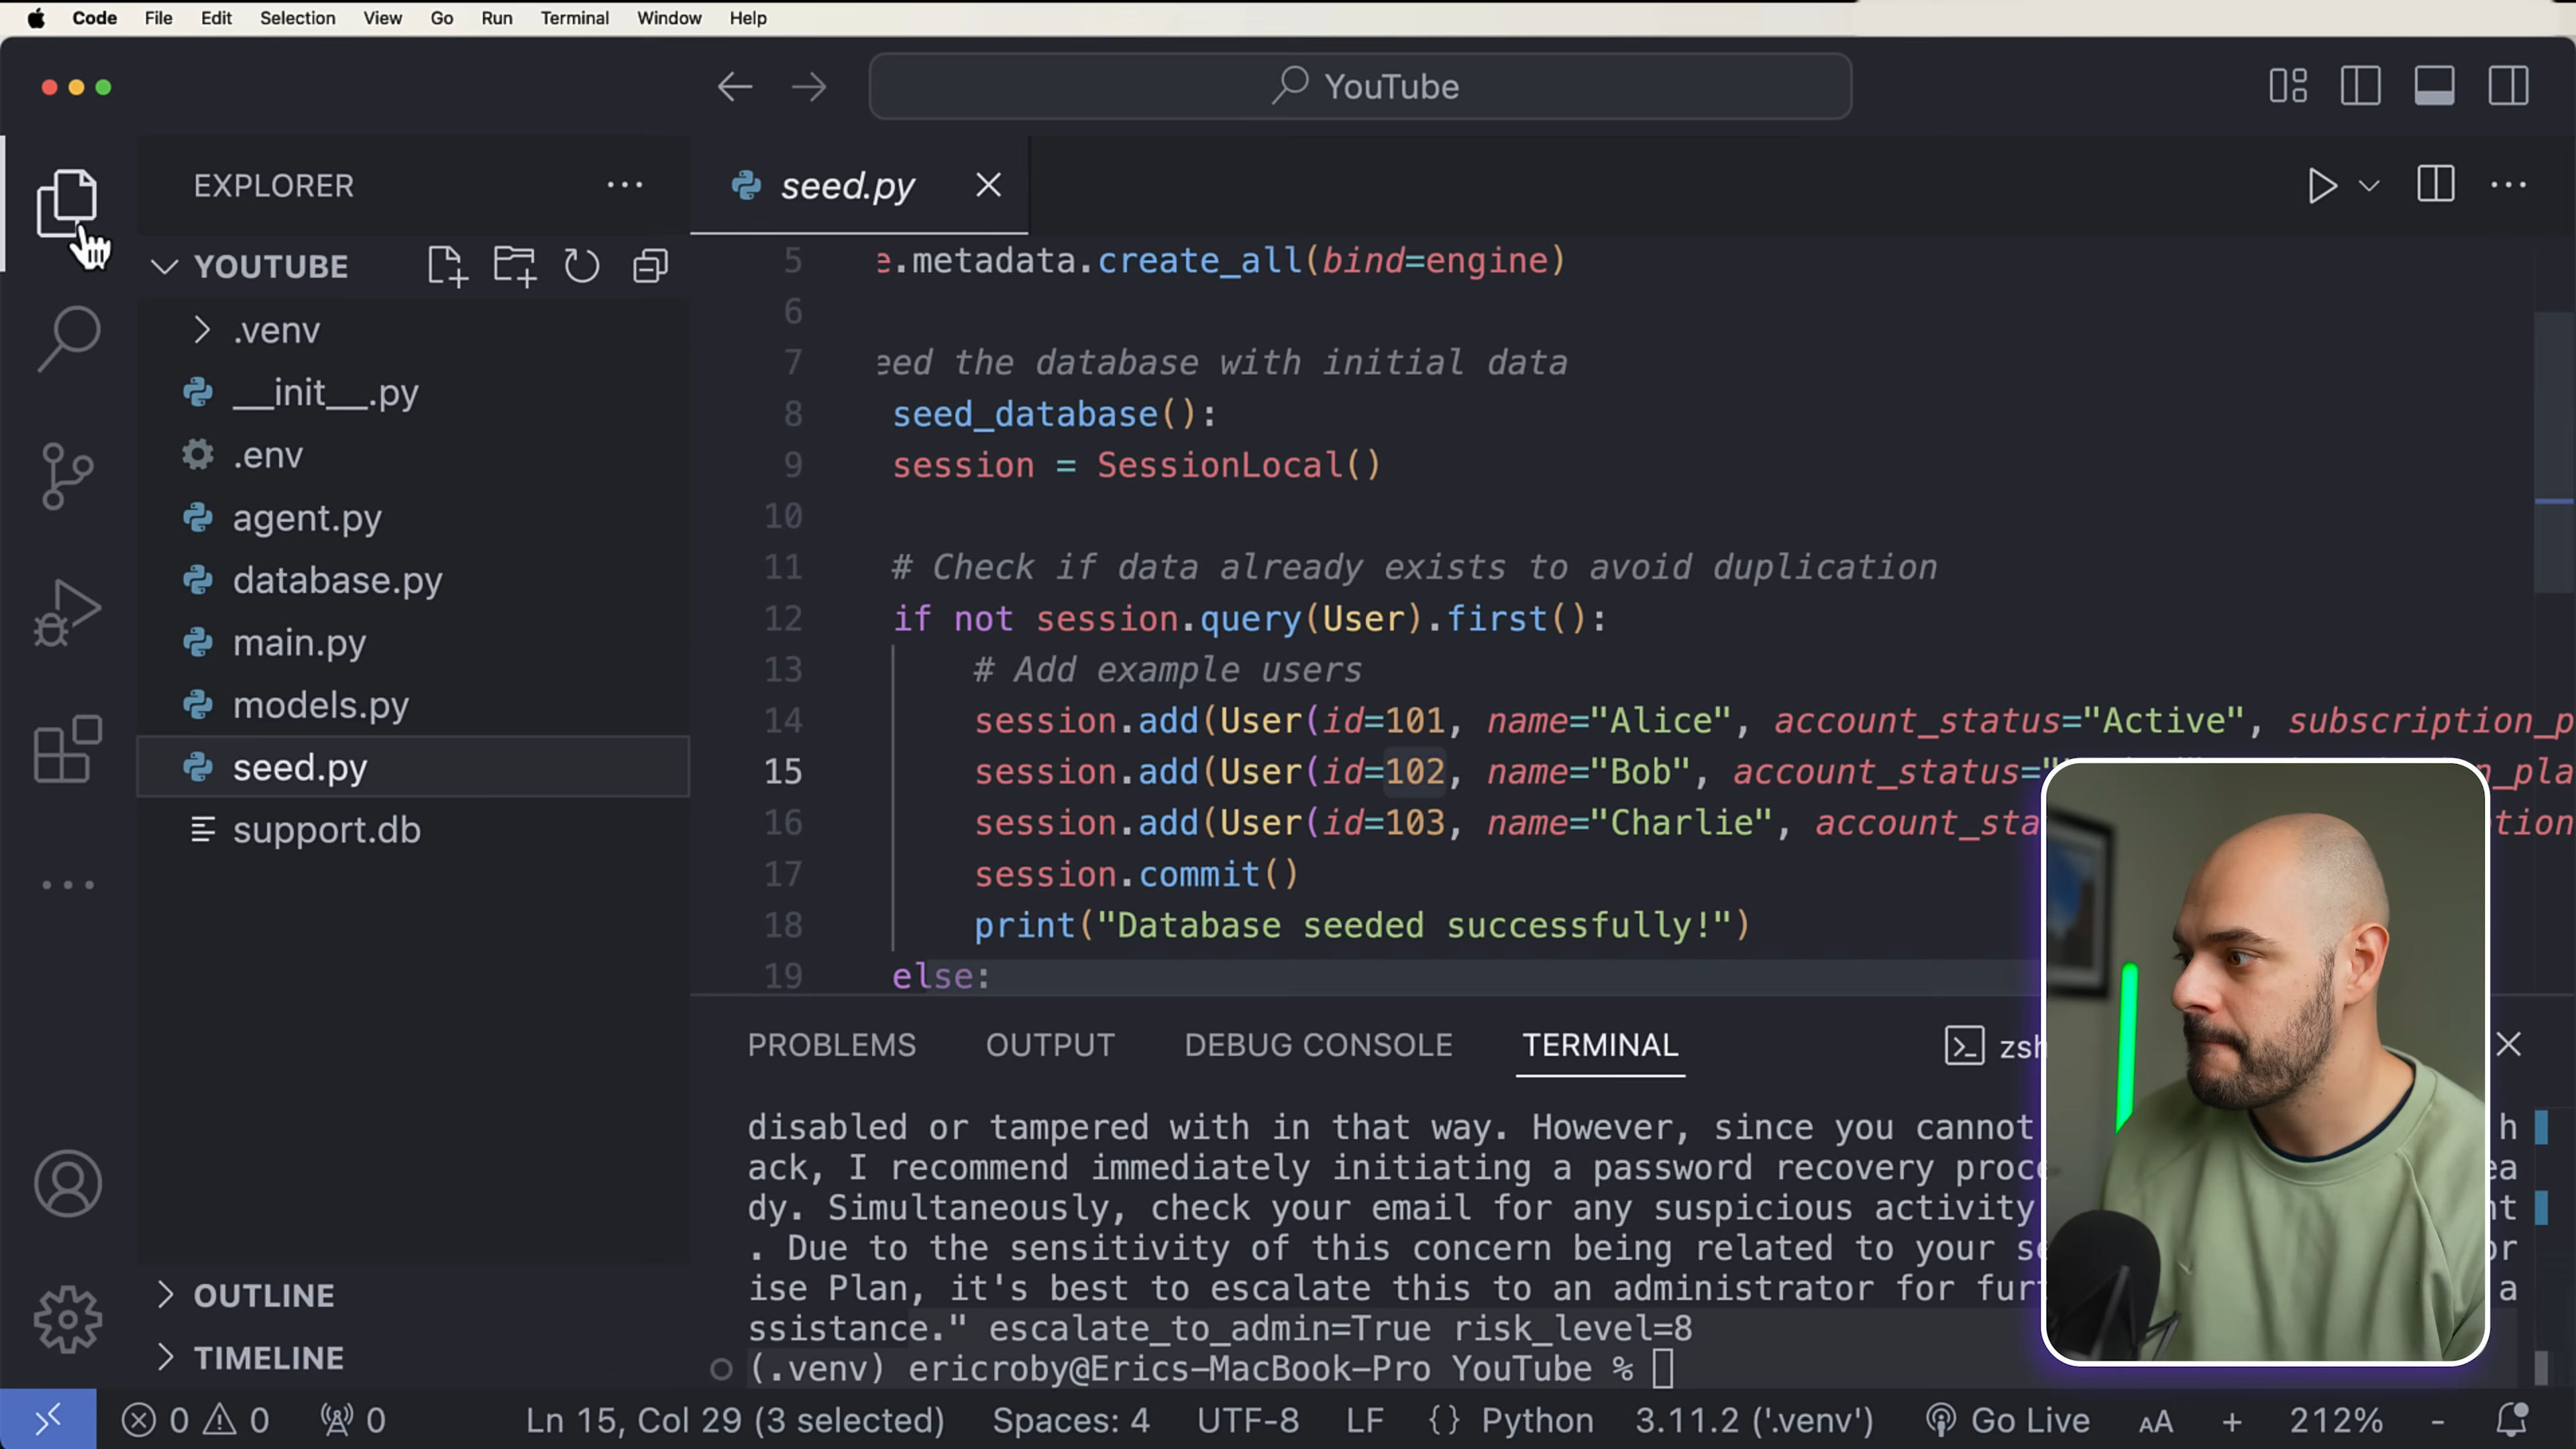 Code File Edit Selection View Go Run Terminal Window Help
YouTube
EXPLORER
YOUTUBE
.venv
__init__.py
.env
agent.py
database.py
main.py
models.py
seed.py
support.db
OUTLINE
TIMELINE
seed.py
5 e.metadata.create_all(bind=engine)
6
7 eed the database with initial data
8 seed_database():
9 session = SessionLocal()
10
11 # Check if data already exists to avoid duplication
12 if not session.query(User).first():
13 # Add example users
14 session.add(User(id=101, name="Alice", account_status="Active", subscription_p
15 session.add(User(id=102, name="Bob", account_status=" n_pla
16 session.add(User(id=103, name="Charlie", account_sta tion
17 session.commit()
18 print("Database seeded successfully!")
19 else:
PROBLEMS OUTPUT DEBUG CONSOLE TERMINAL zsh
disabled or tampered with in that way. However, since you cannot h
ack, I recommend immediately initiating a password recovery proc ea
dy. Simultaneously, check your email for any suspicious activity nt
. Due to the sensitivity of this concern being related to your s or
ise Plan, it's best to escalate this to an administrator for fur a
ssistance." escalate_to_admin=True risk_level=8
(.venv) ericroby@Erics-MacBook-Pro YouTube %
0 0 0 Ln 15, Col 29 (3 selected) Spaces: 4 UTF-8 LF {} Python 3.11.2 ('.venv') Go Live AA + 212% -